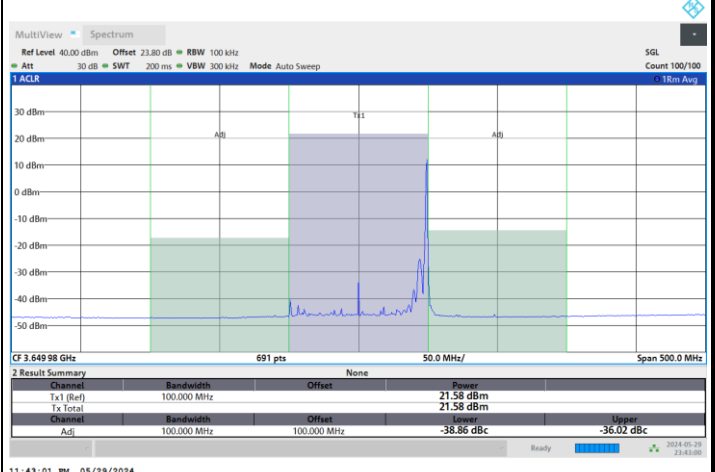 MultiView Spectrum
Ref Level 40.00 dBm Offset 23.80 dB RBW 100 kHz SGL
Att 30 dB SWT 200 ms VBW 300 kHz Mode Auto Sweep Count 100/100
1 ACLR 1Rm Avg
30 dBm
Tx1
20 dBm
Adj Adj
10 dBm
0 dBm
-10 dBm
-20 dBm
-30 dBm
-40 dBm
-50 dBm
CF 3.649 98 GHz 691 pts 50.0 MHz/ Span 500.0 MHz
2 Result Summary None
Channel Bandwidth Offset Power
Tx1 (Ref) 100.000 MHz 21.58 dBm
Tx Total 21.58 dBm
Channel Bandwidth Offset Lower Upper
Adj 100.000 MHz 100.000 MHz -38.86 dBc -36.02 dBc
Ready 2024-05-29
23:43:00
11:43:01 PM 05/29/2024